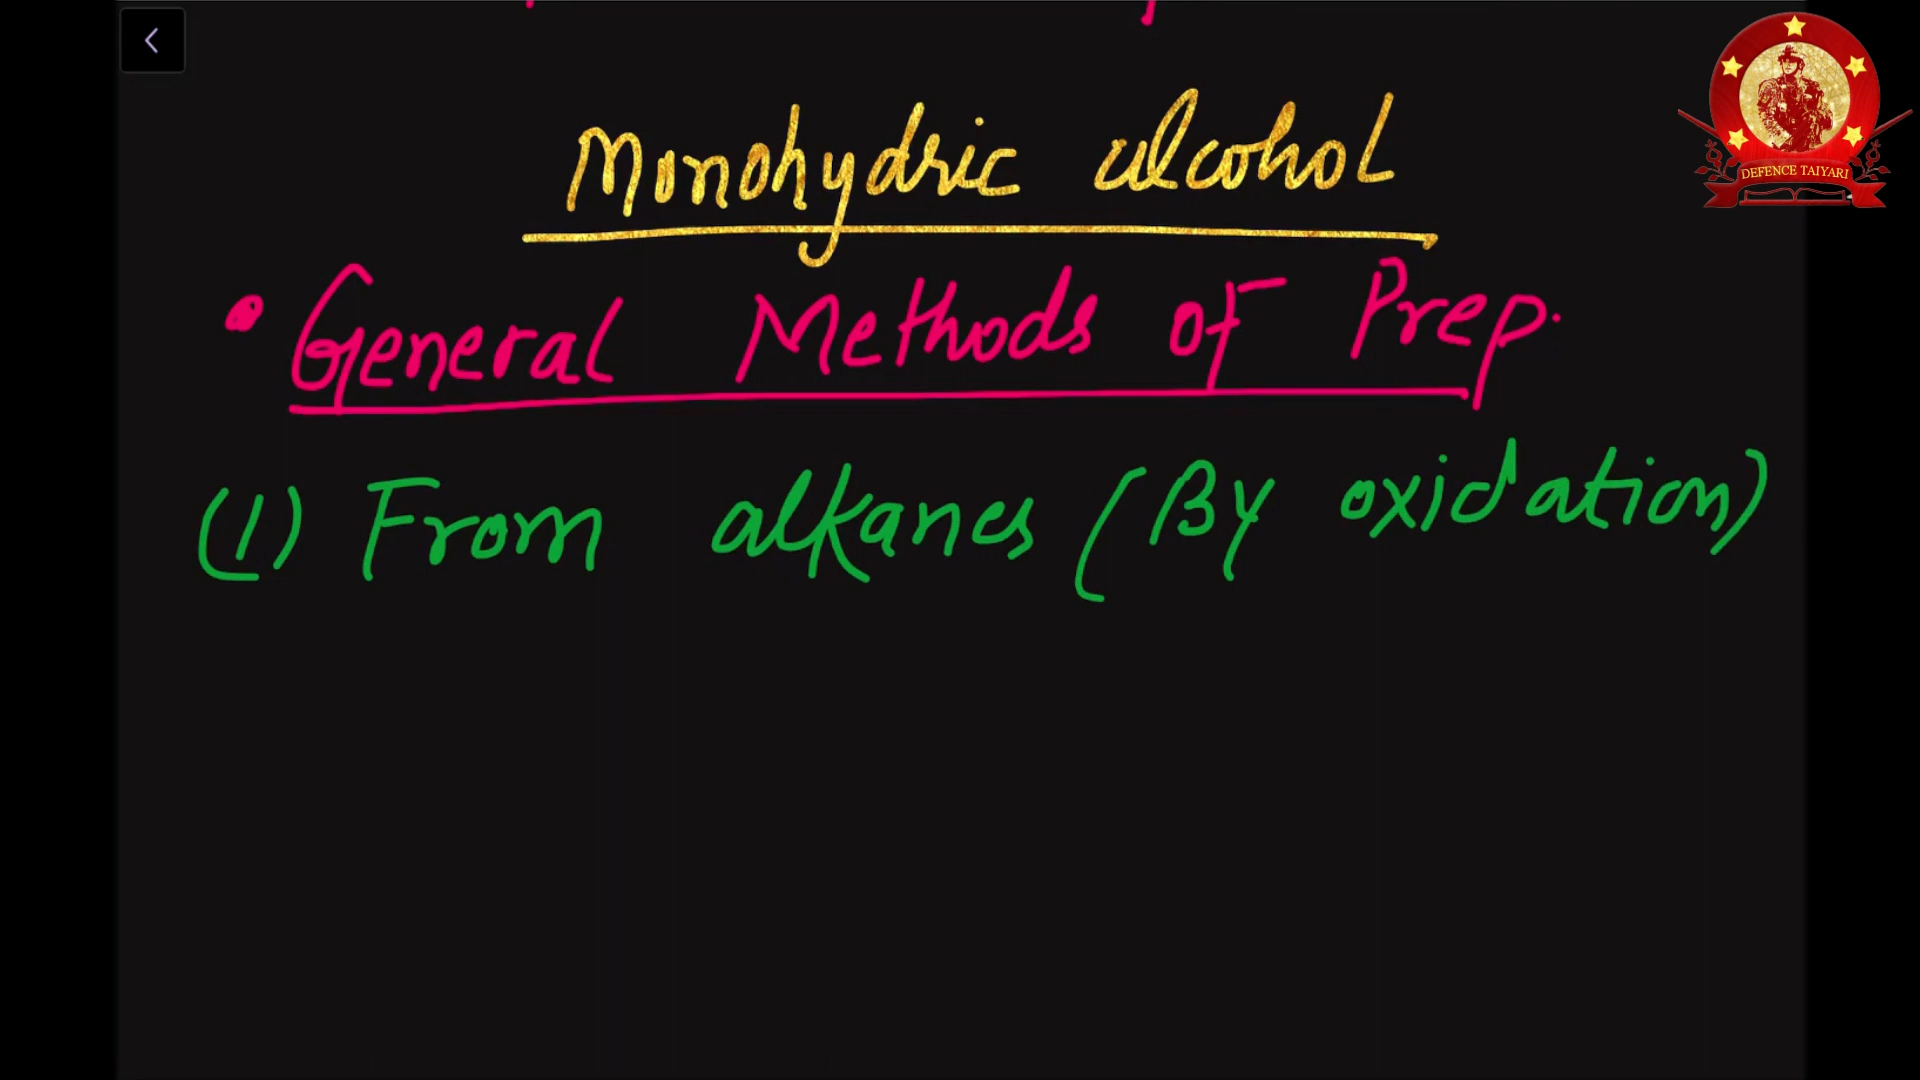 DEFENCE TAIYARI
Monohydric alcohol
• General Methods of Prep.
(1) From alkanes (By oxidation)